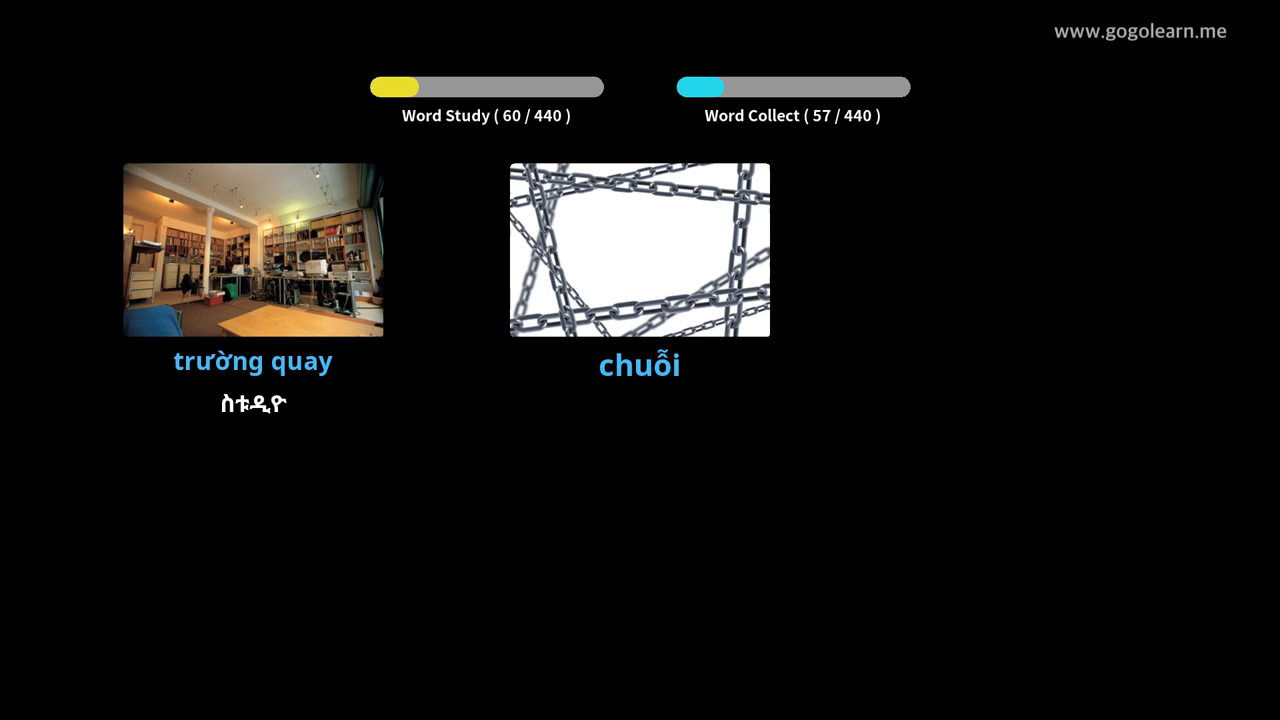 www.gogolearn.me
Word Study ( 60 / 440 )
Word Collect ( 57 / 440 )
trường quay
ስቱዲዮ
chuỗi